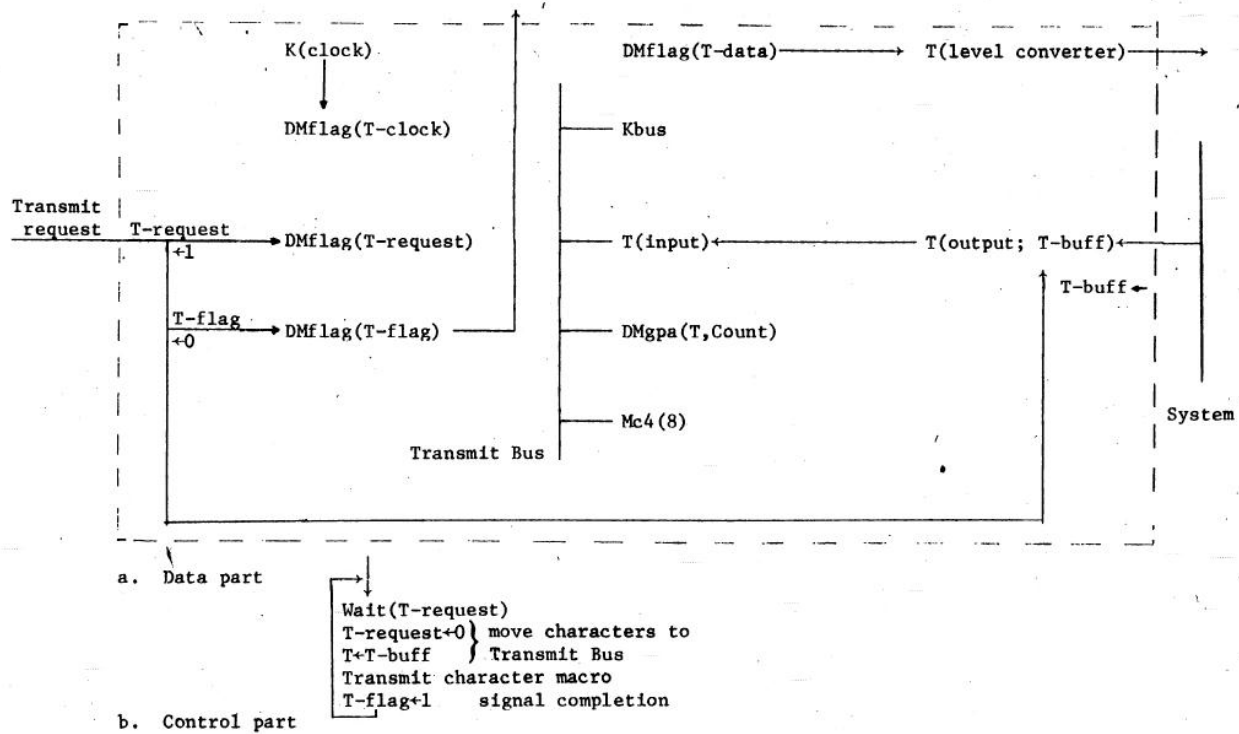 K(clock)
DMflag(T-data)
T(level converter)
DMflag(T-clock)
Kbus
Transmit
request
T-request
←1
DMflag(T-request)
T(input)
T(output; T-buff)
T-buff←
T-flag
←0
DMflag(T-flag)
DMgpa(T,Count)
Mc4(8)
System
Transmit Bus
a. Data part
Wait(T-request)
T-request←0 } move characters to
T←T-buff } Transmit Bus
Transmit character macro
T-flag←1 signal completion
b. Control part